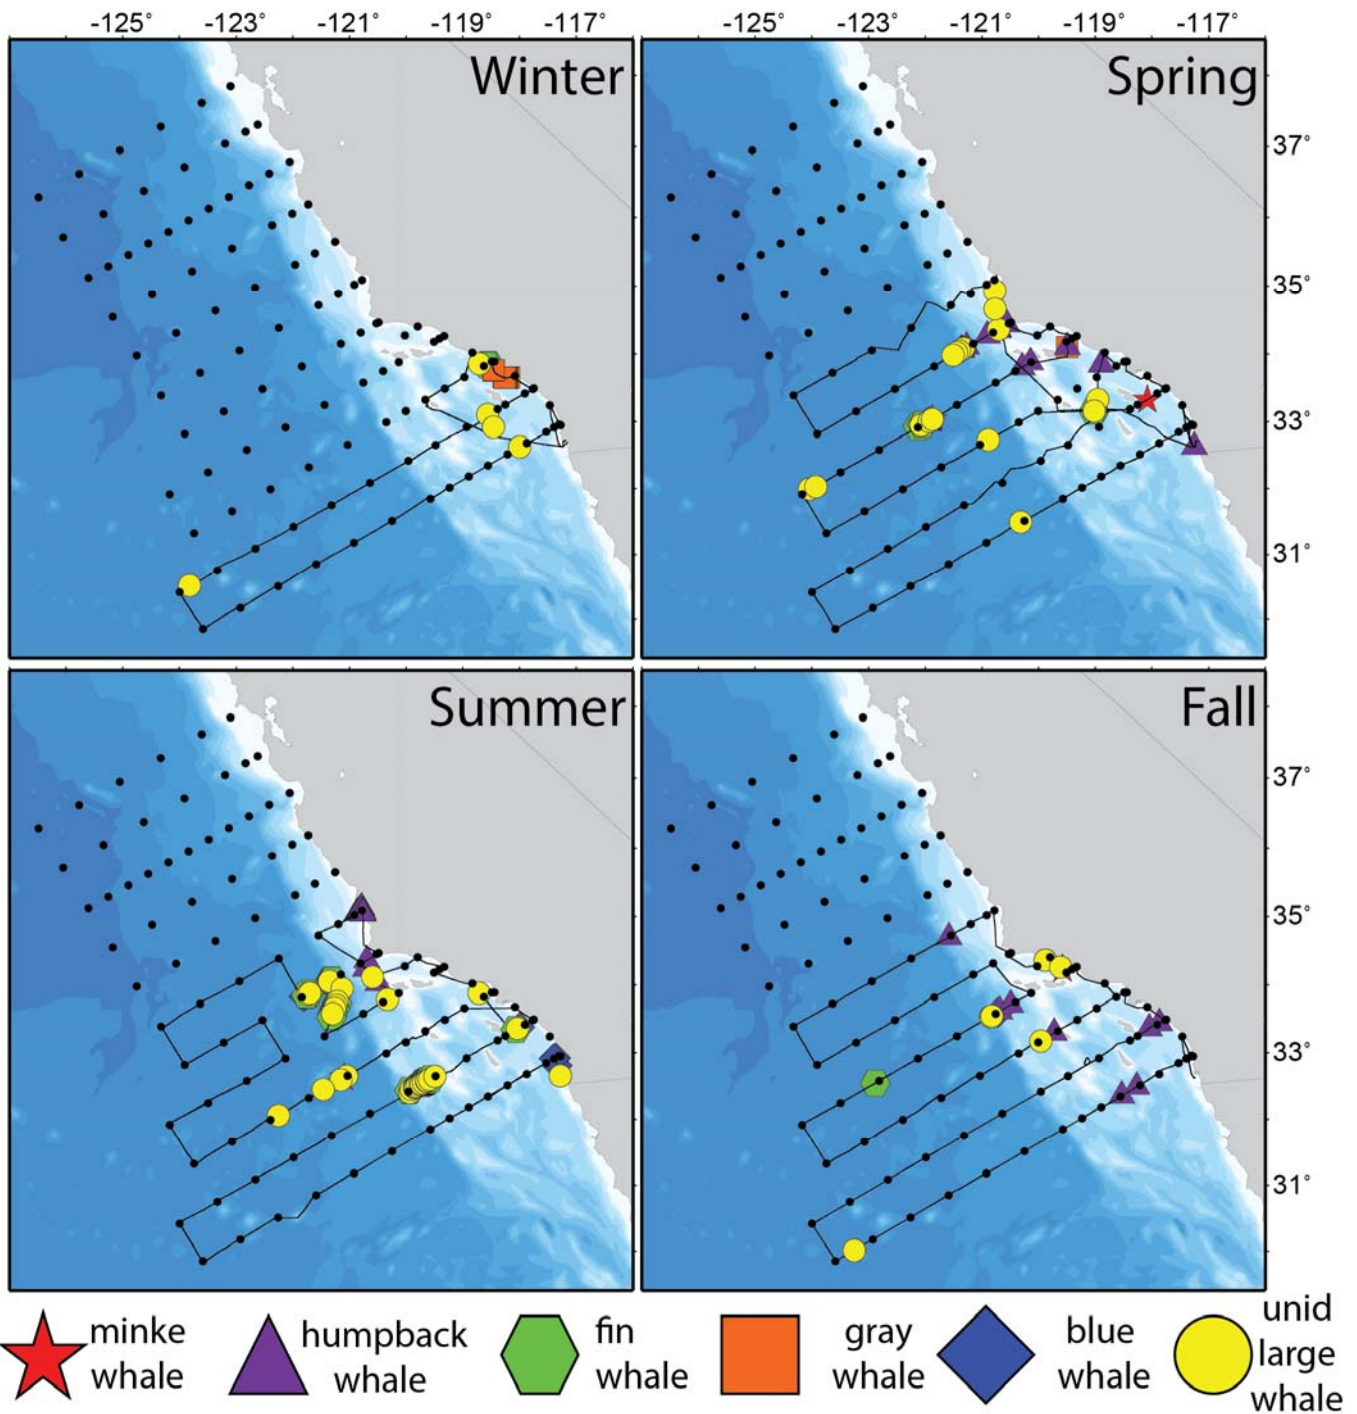 -125° -123° -121° -119° -117° -125° -123° -121° -119° -117°
Winter
Spring
37°
35°
33°
31°
Summer
Fall
37°
35°
33°
31°
minke
whale
humpback
whale
fin
whale
gray
whale
blue
whale
unid
large
whale